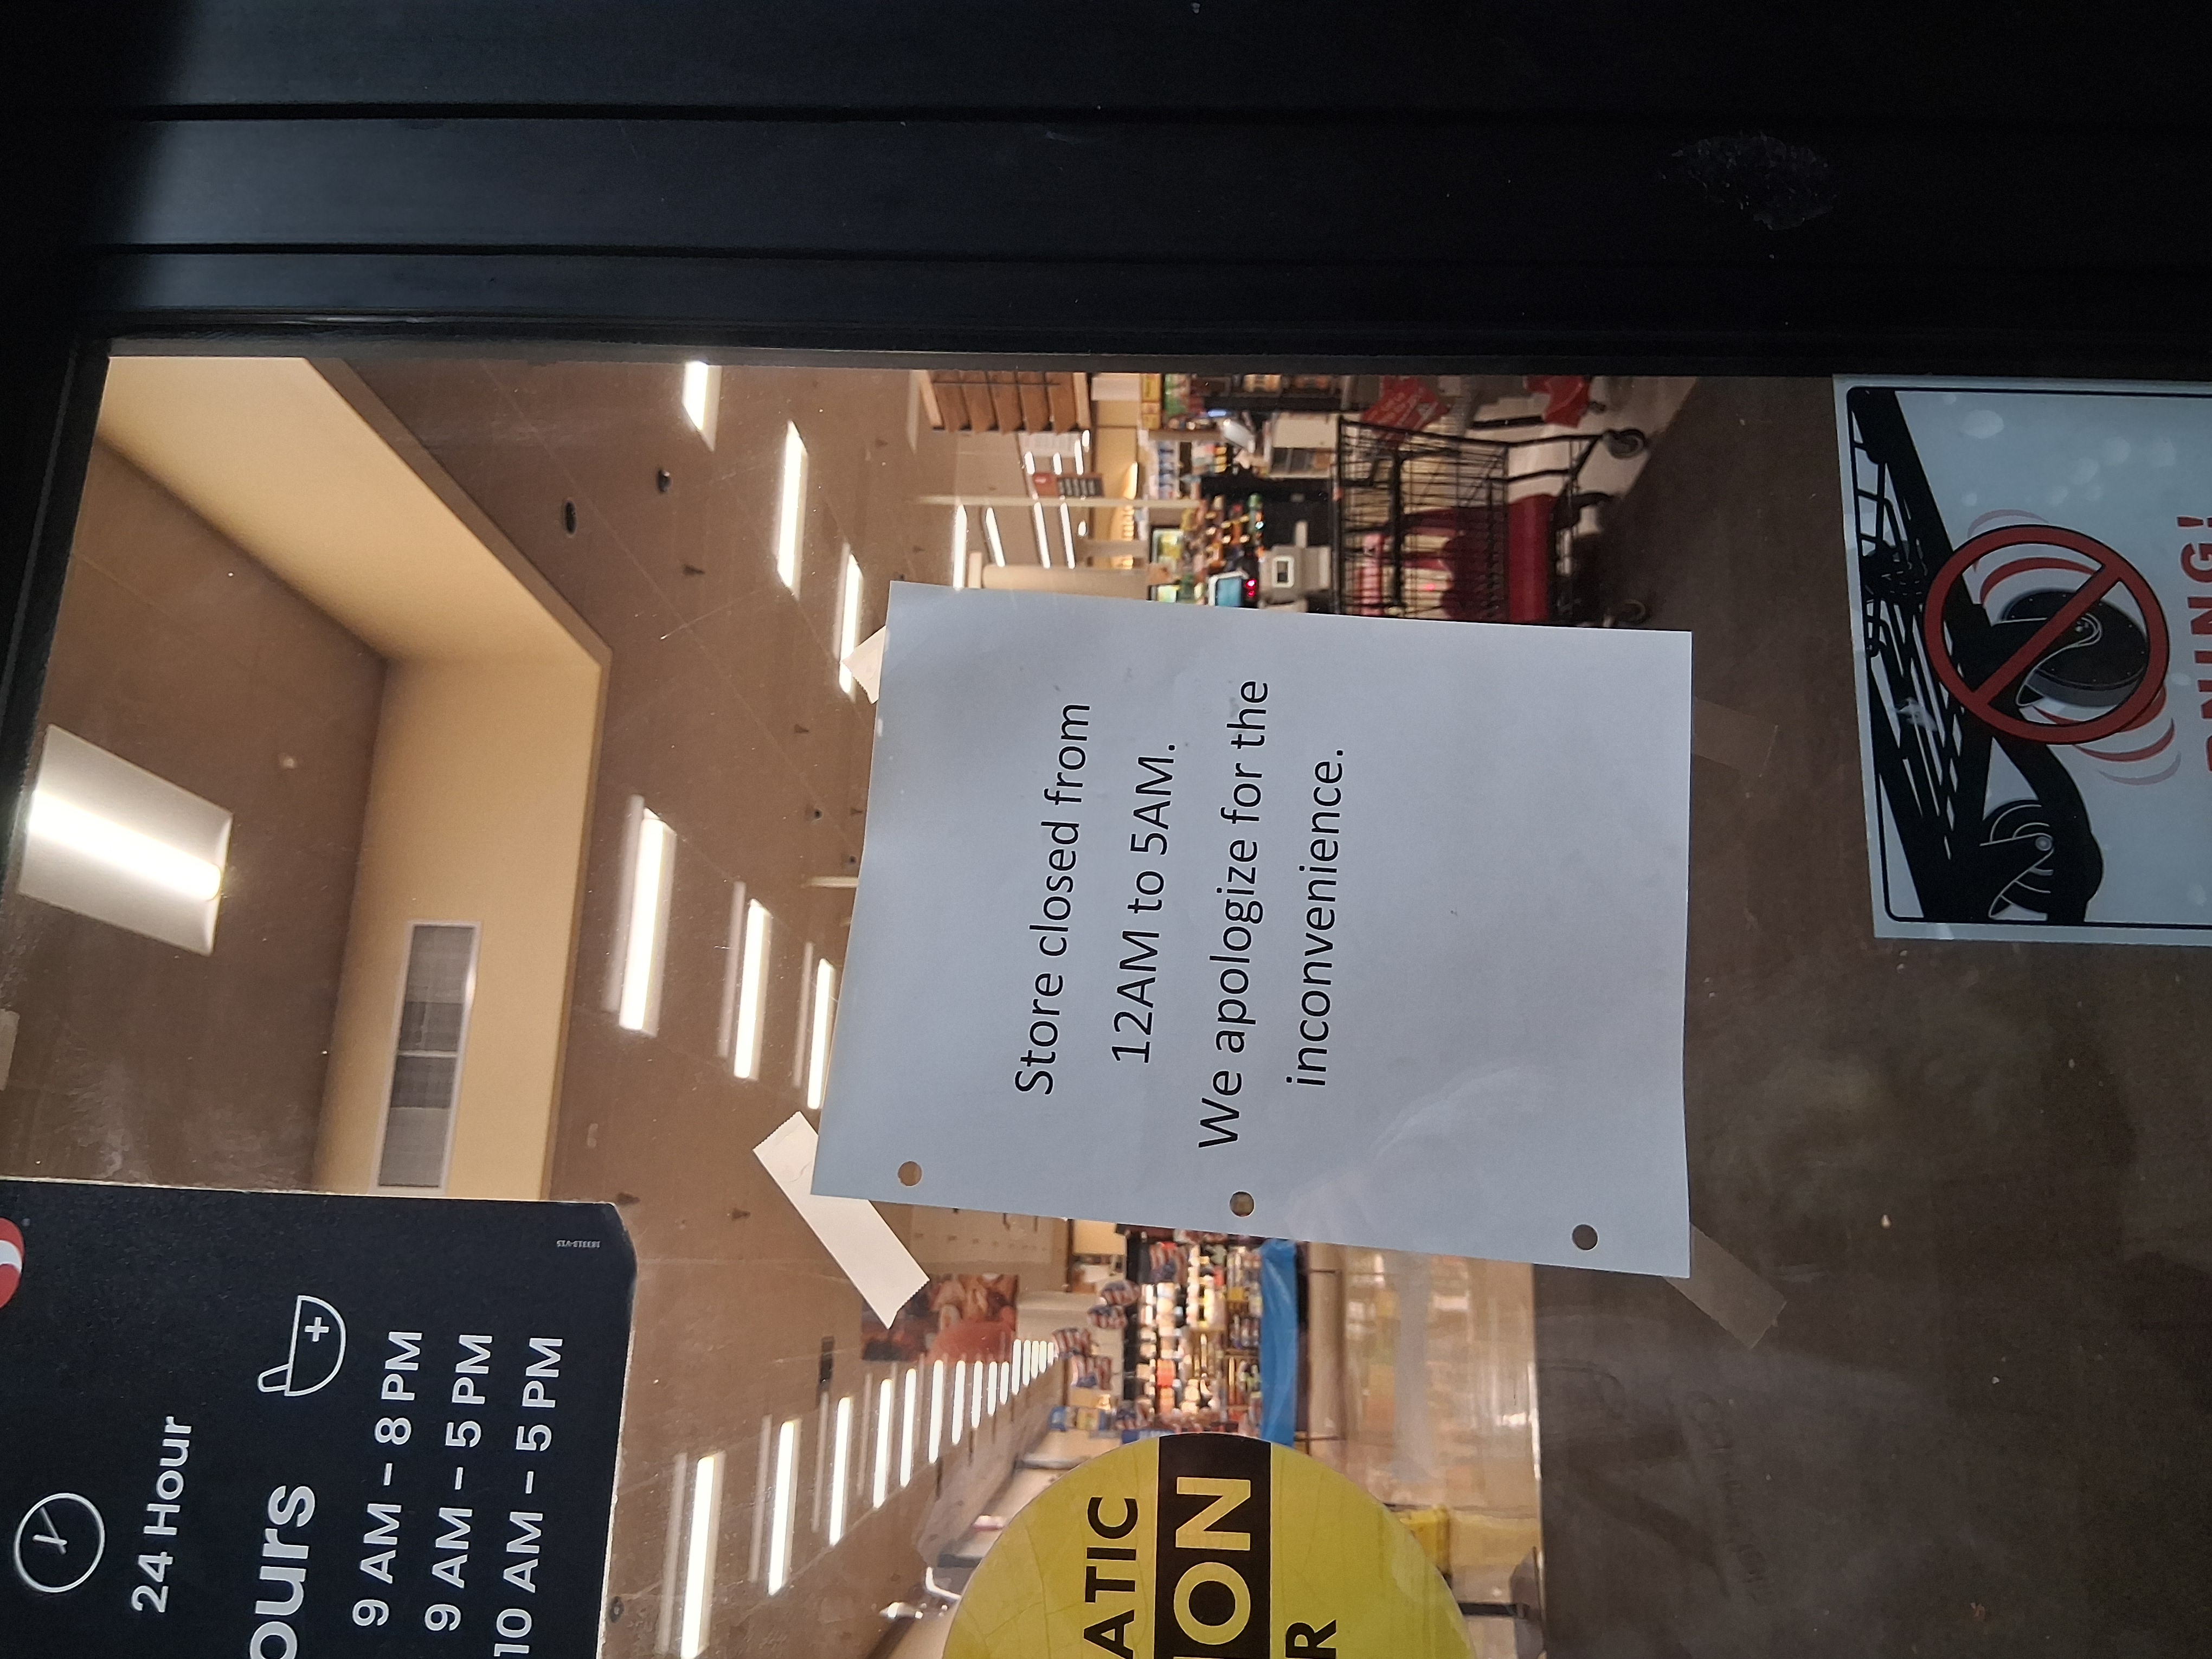 24 Hour
ours
9 AM – 8 PM
9 AM – 5 PM
10 AM – 5 PM
Store closed from
12AM to 5AM.
We apologize for the
inconvenience.
ATIC
ION
R
RNING!